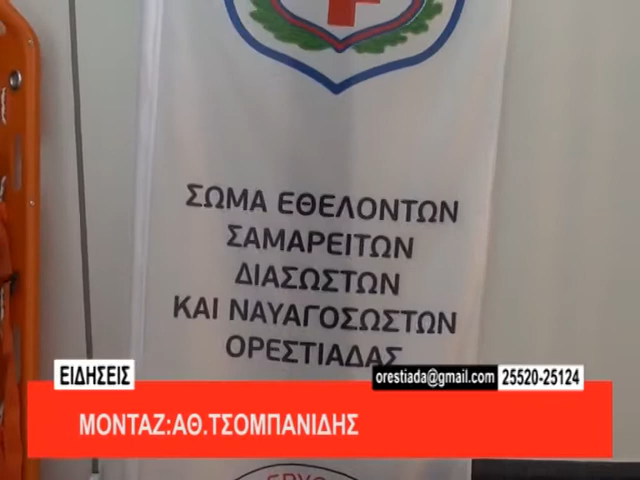 ΣΩΜΑ ΕΘΕΛΟΝΤΩΝ
ΣΑΜΑΡΕΙΤΩΝ
ΔΙΑΣΩΣΤΩΝ
ΚΑΙ ΝΑΥΑΓΟΣΩΣΤΩΝ
ΟΡΕΣΤΙΑΔΑΣ
ΕΙΔΗΣΕΙΣ
orestiada@gmail.com 25520-25124
ΜΟΝΤΑΖ:ΑΘ.ΤΣΟΜΠΑΝΙΔΗΣ